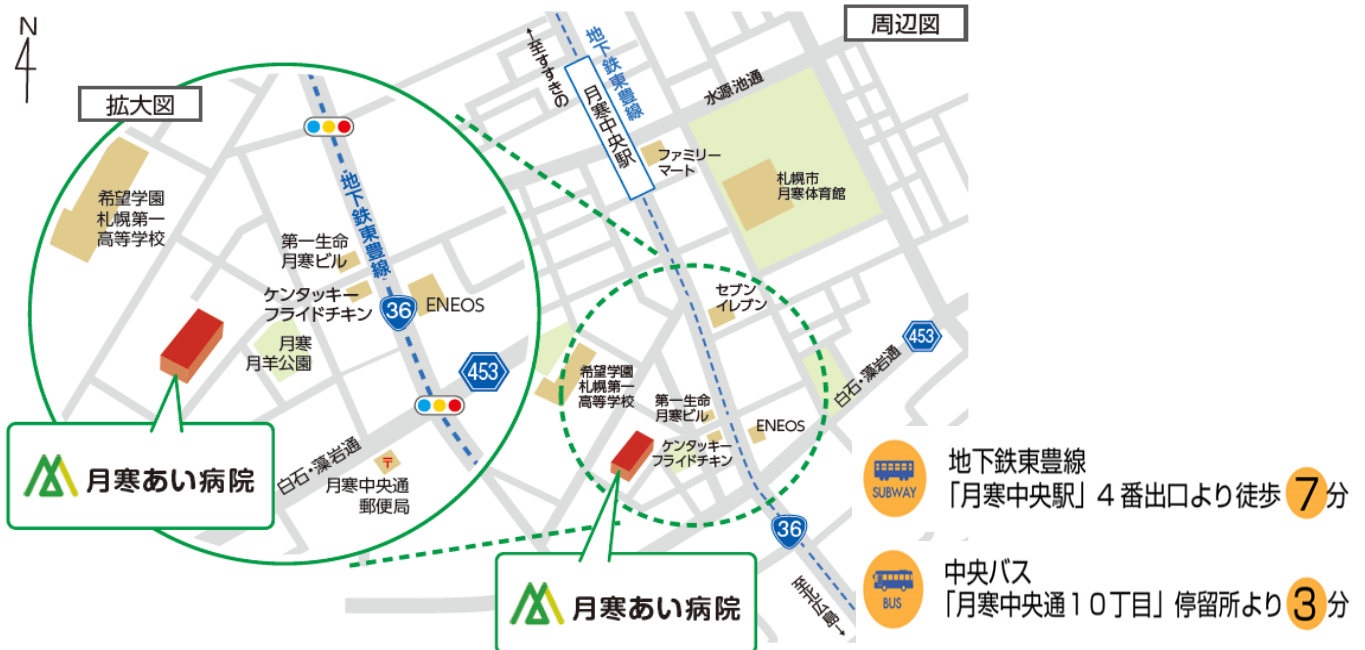 N
拡大図
希望学園
札幌第一
高等学校
第一生命
月寒ビル
ケンタッキー
フライドチキン
地下鉄東豊線
36
ENEOS
月寒
月羊公園
453
白石・藻岩通
〒
月寒中央通
郵便局
月寒あい病院
周辺図
←至すすきの
地下鉄東豊線
月寒中央駅
水源池通
ファミリー
マート
札幌市
月寒体育館
セブン
イレブン
453
白石・藻岩通
希望学園
札幌第一
高等学校
第一生命
月寒ビル
ENEOS
ケンタッキー
フライドチキン
36
至北広島→
月寒あい病院
SUBWAY
地下鉄東豊線
「月寒中央駅」4番出口より徒歩7分
BUS
中央バス
「月寒中央通10丁目」停留所より3分